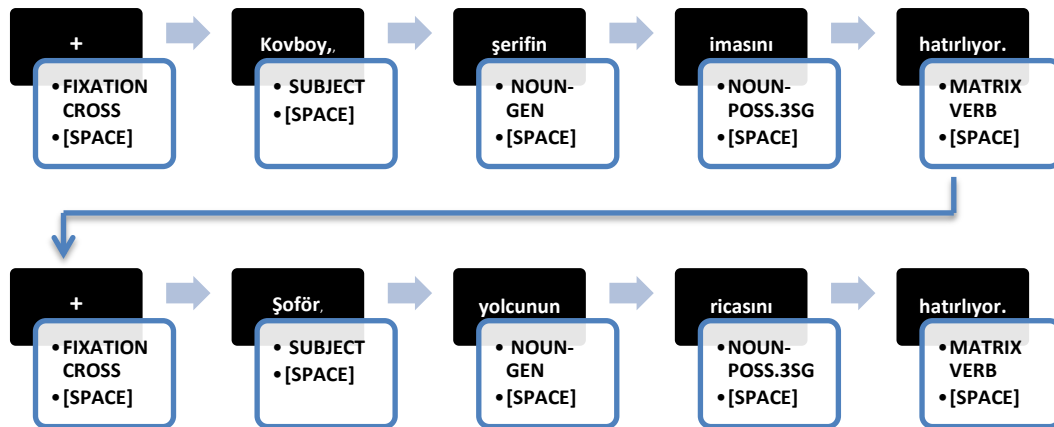 +
Kovboy,,
şerifin
imasını
hatırlıyor.
•FIXATION
CROSS
•[SPACE]
• SUBJECT
•[SPACE]
• NOUN-
GEN
•[SPACE]
•NOUN-
POSS.3SG
•[SPACE]
•MATRIX
VERB
•[SPACE]
+
Şoför,
yolcunun
ricasını
hatırlıyor.
•FIXATION
CROSS
•[SPACE]
• SUBJECT
•[SPACE]
• NOUN-
GEN
•[SPACE]
•NOUN-
POSS.3SG
•[SPACE]
•MATRIX
VERB
•[SPACE]